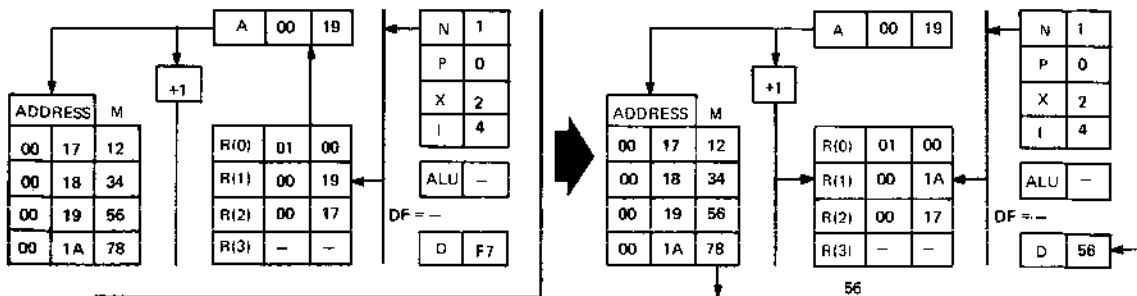 A 00 19
N 1
P 0
X 2
I 4
+1
ADDRESS M
00 17 12
00 18 34
00 19 56
00 1A 78
R(0) 01 00
R(1) 00 19
R(2) 00 17
R(3) – –
ALU –
DF = –
D F7
A 00 19
N 1
P 0
X 2
I 4
+1
ADDRESS M
00 17 12
00 18 34
00 19 56
00 1A 78
R(0) 01 00
R(1) 00 1A
R(2) 00 17
R(3) – –
ALU –
DF = –
D 56
56